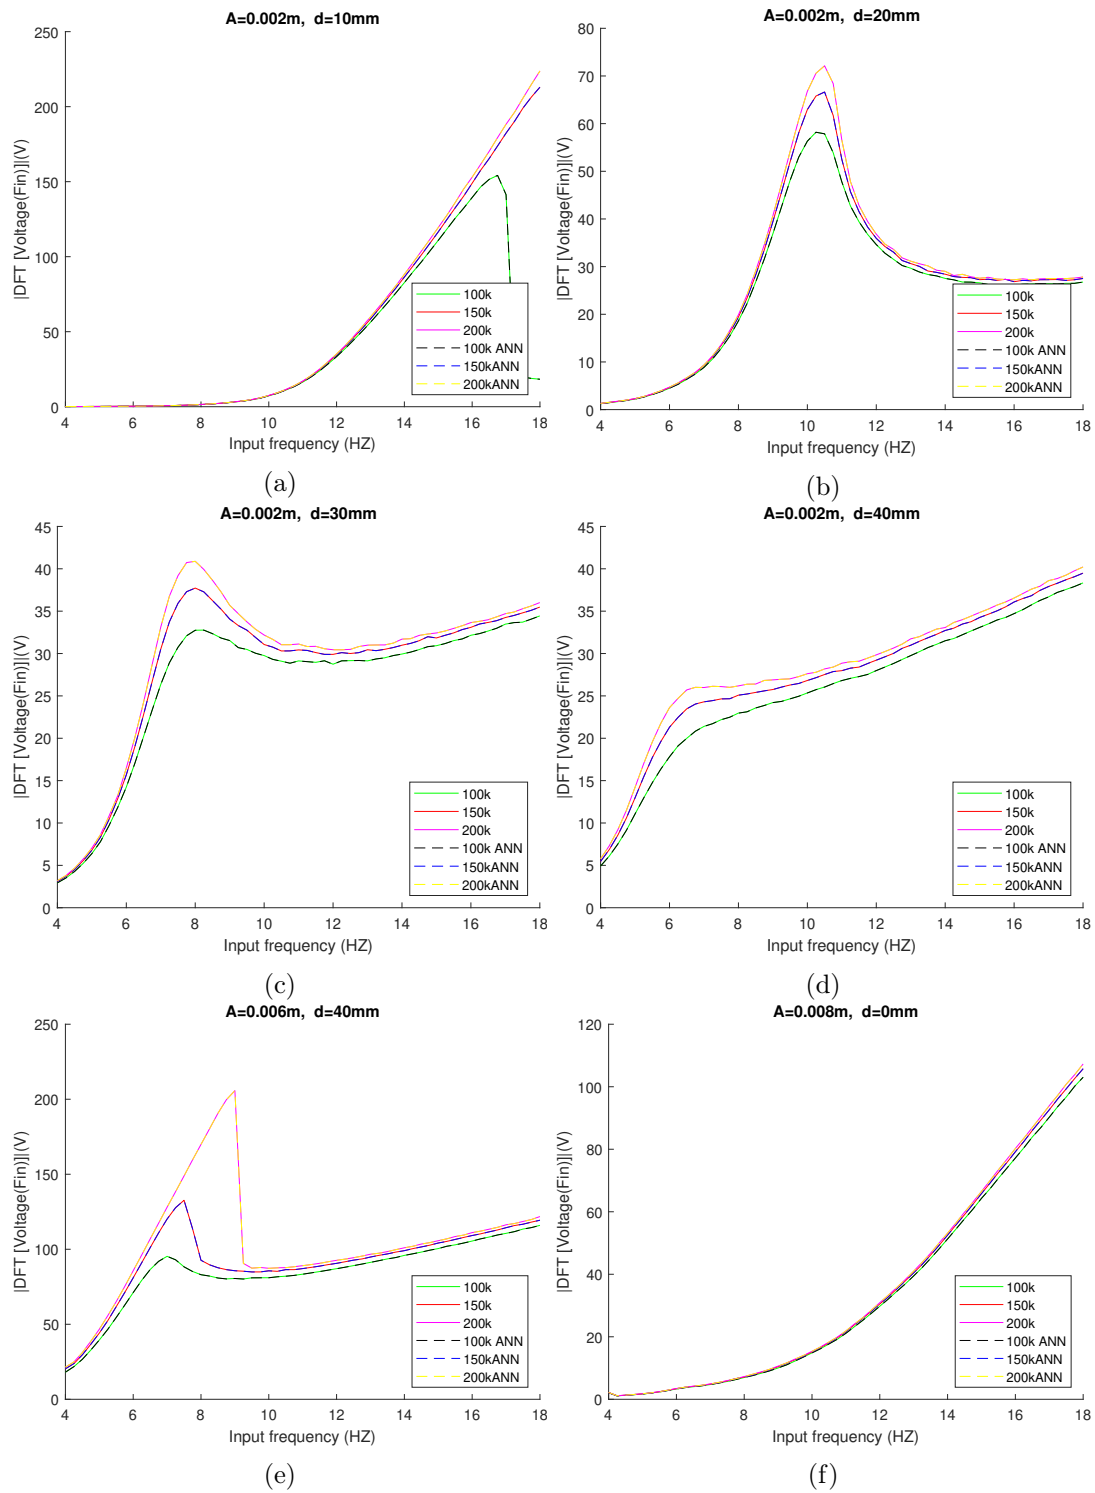 A=0.002m, d=10mm
|DFT [Voltage(Fin)]|(V)
250
200
150
100
50
0
4 6 8 10 12 14 16 18
Input frequency (HZ)
100k
150k
200k
100k ANN
150kANN
200kANN
(a)
A=0.002m, d=20mm
|DFT [Voltage(Fin)]|(V)
80
70
60
50
40
30
20
10
0
4 6 8 10 12 14 16 18
Input frequency (HZ)
100k
150k
200k
100k ANN
150kANN
200kANN
(b)
A=0.002m, d=30mm
|DFT [Voltage(Fin)]|(V)
45
40
35
30
25
20
15
10
5
0
4 6 8 10 12 14 16 18
Input frequency (HZ)
100k
150k
200k
100k ANN
150kANN
200kANN
(c)
A=0.002m, d=40mm
|DFT [Voltage(Fin)]|(V)
45
40
35
30
25
20
15
10
5
0
4 6 8 10 12 14 16 18
Input frequency (HZ)
100k
150k
200k
100k ANN
150kANN
200kANN
(d)
A=0.006m, d=40mm
|DFT [Voltage(Fin)]|(V)
250
200
150
100
50
0
4 6 8 10 12 14 16 18
Input frequency (HZ)
100k
150k
200k
100k ANN
150kANN
200kANN
(e)
A=0.008m, d=0mm
|DFT [Voltage(Fin)]|(V)
120
100
80
60
40
20
0
4 6 8 10 12 14 16 18
Input frequency (HZ)
100k
150k
200k
100k ANN
150kANN
200kANN
(f)